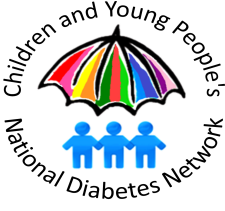 Children and Young People's
National Diabetes Network